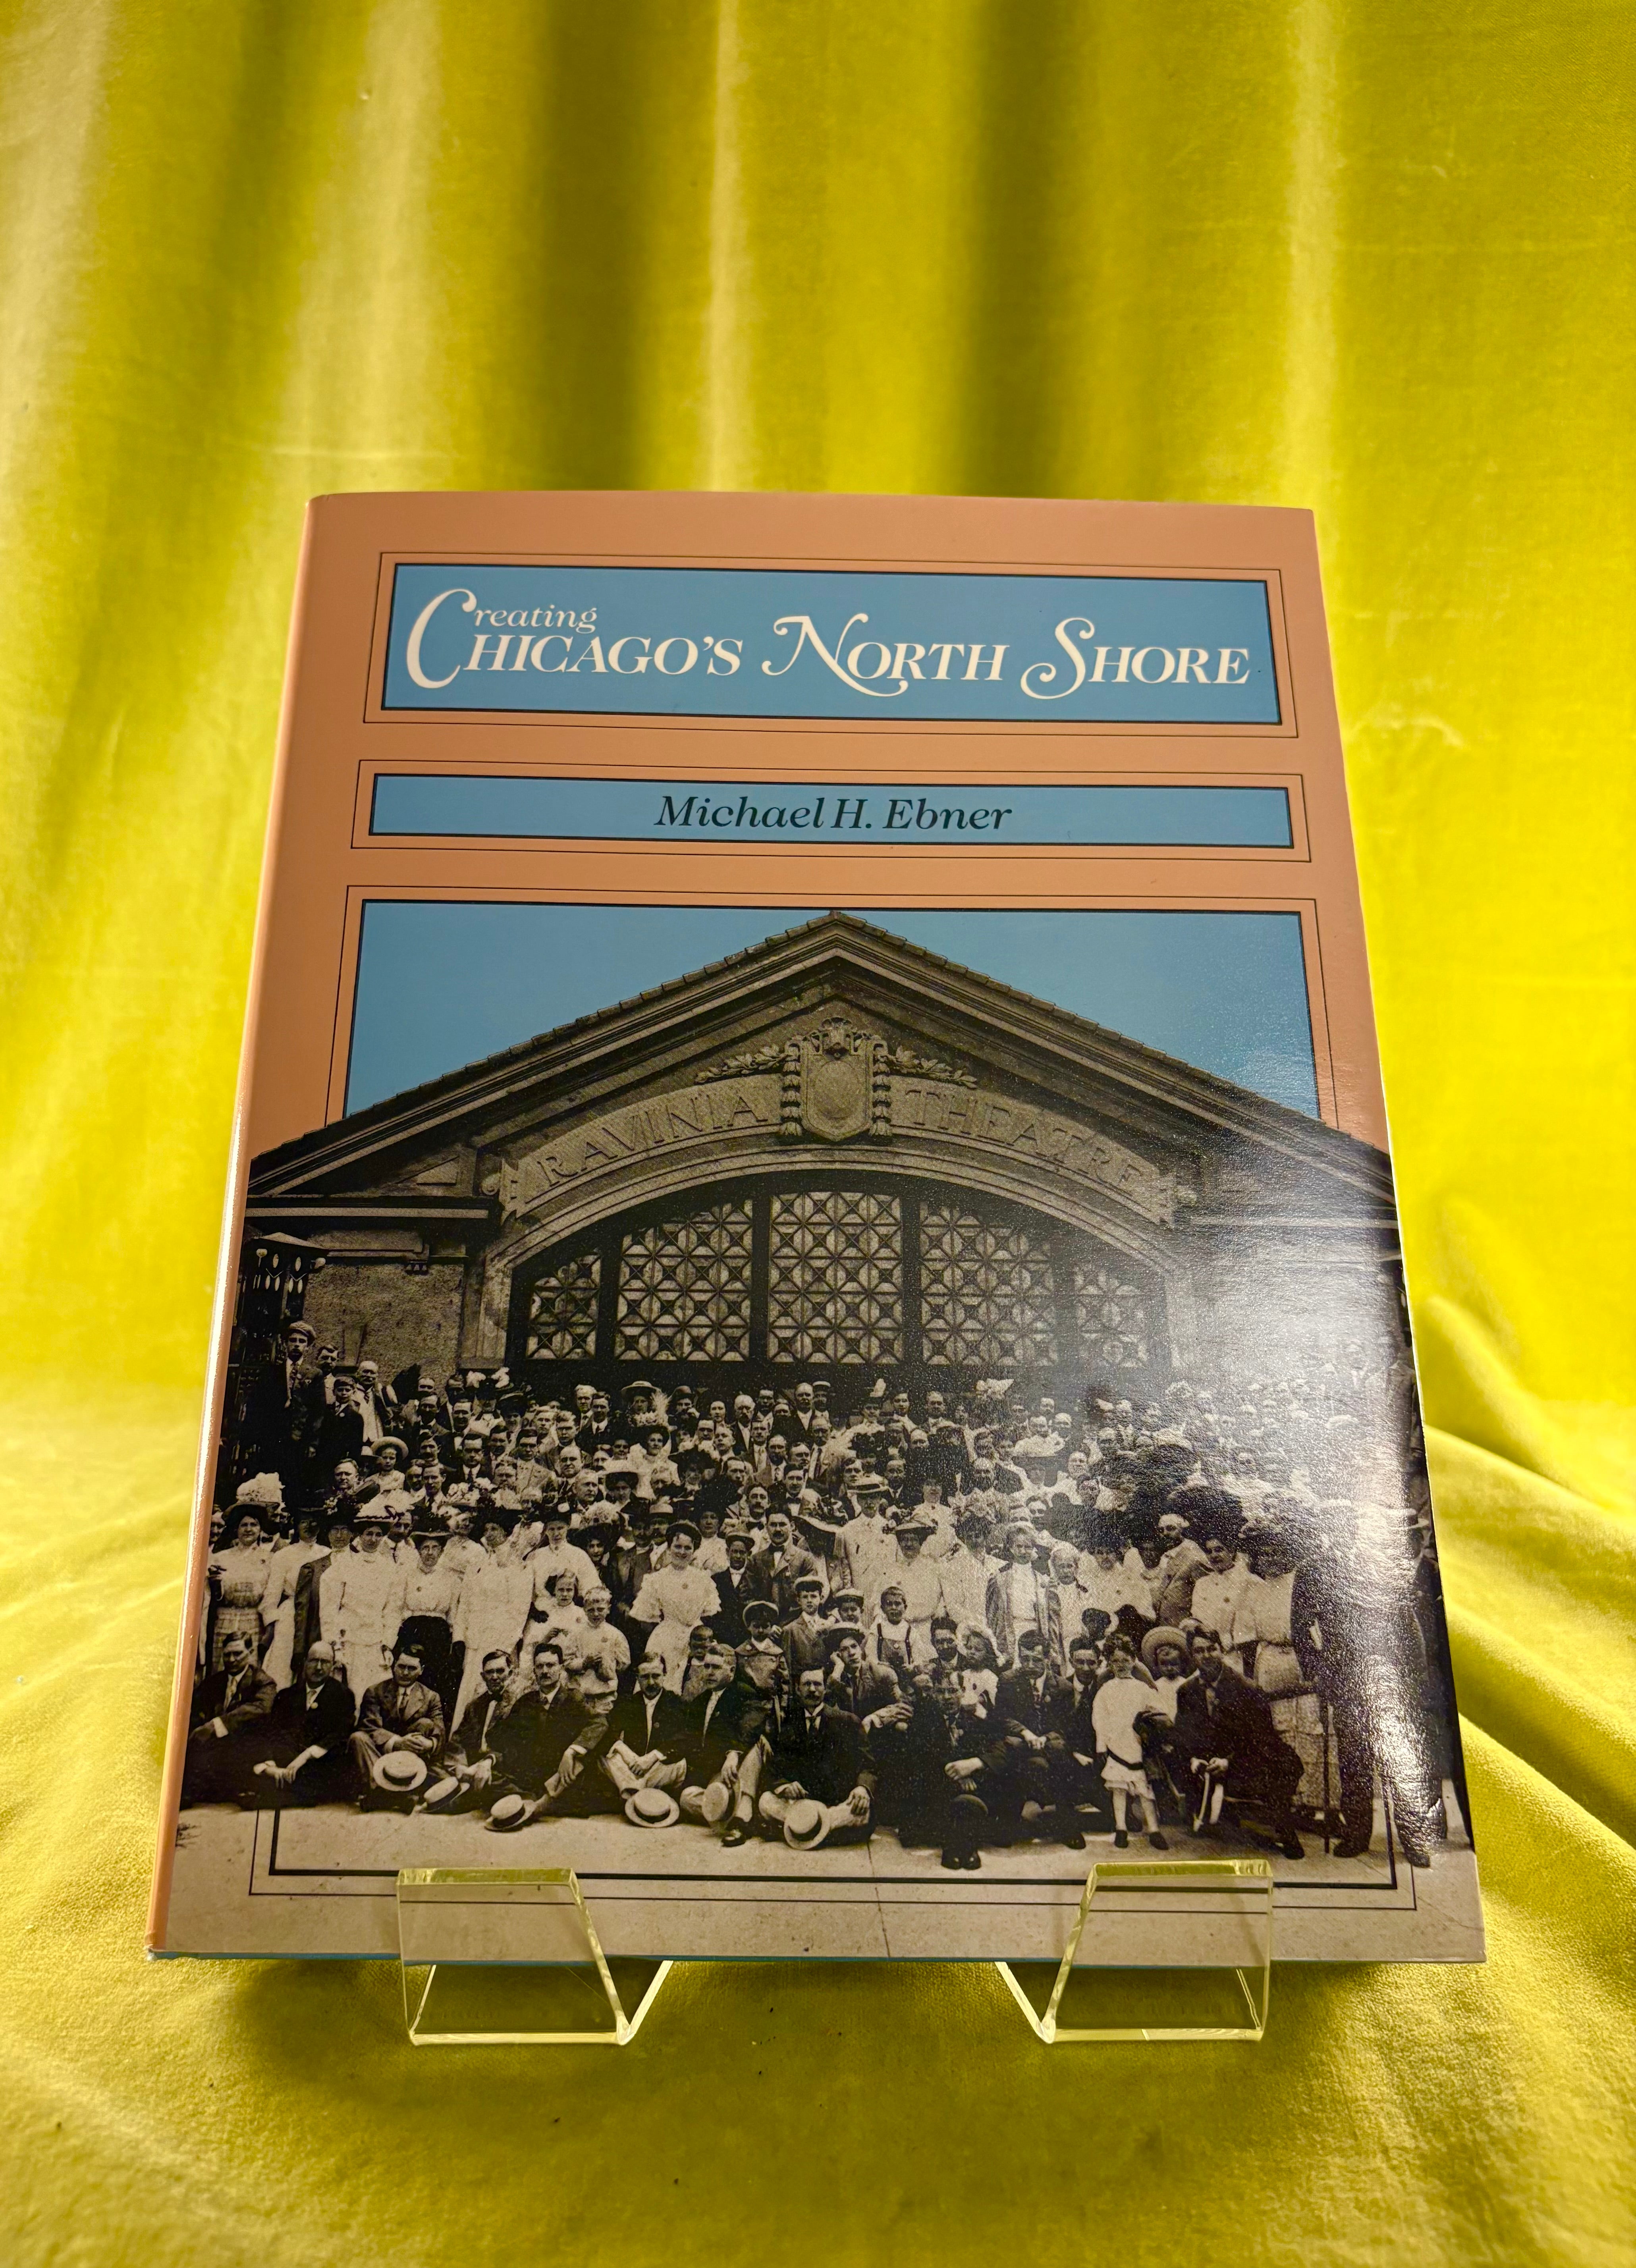 Creating
CHICAGO'S NORTH SHORE
Michael H. Ebner
RAVINIA THEATRE